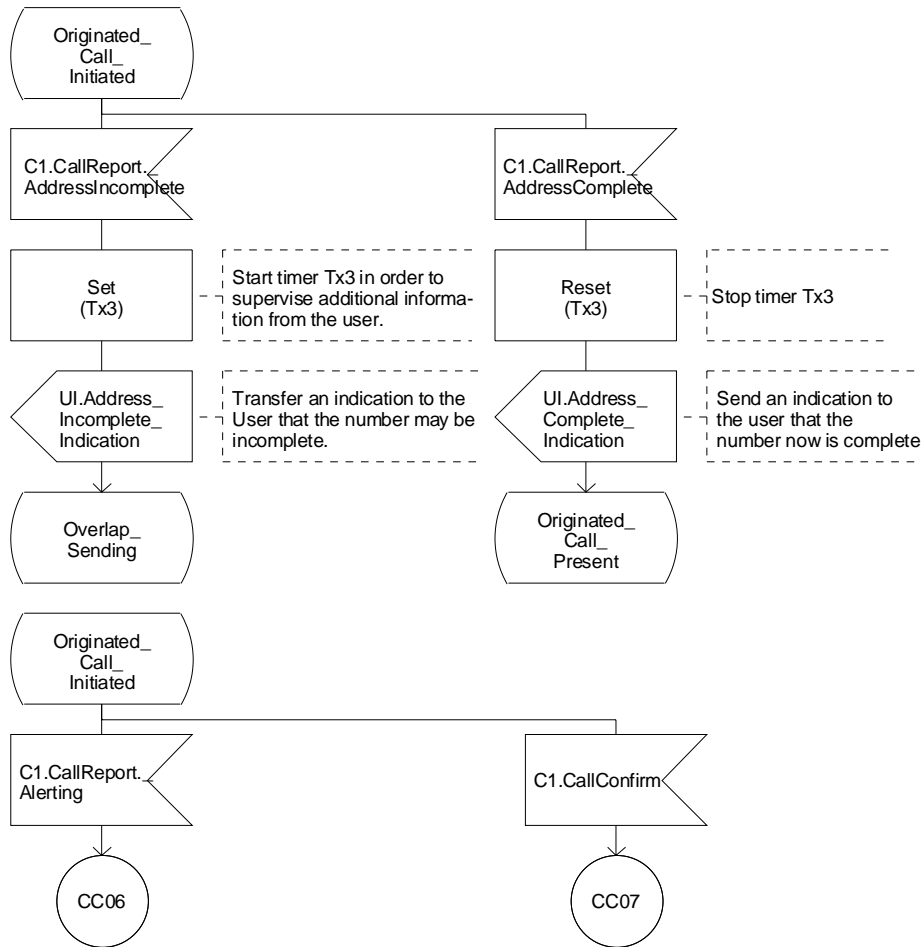 Originated_
Call_
Initiated
C1.CallReport._
AddressIncomplete
C1.CallReport._
AddressComplete
Set
(Tx3)
Start timer Tx3 in order to
supervise additional informa-
tion from the user.
Reset
(Tx3)
Stop timer Tx3
UI.Address_
Incomplete_
Indication
Transfer an indication to the
User that the number may be
incomplete.
UI.Address_
Complete_
Indication
Send an indication to
the user that the
number now is complete
Overlap_
Sending
Originated_
Call_
Present
Originated_
Call_
Initiated
C1.CallReport._
Alerting
C1.CallConfirm
CC06
CC07